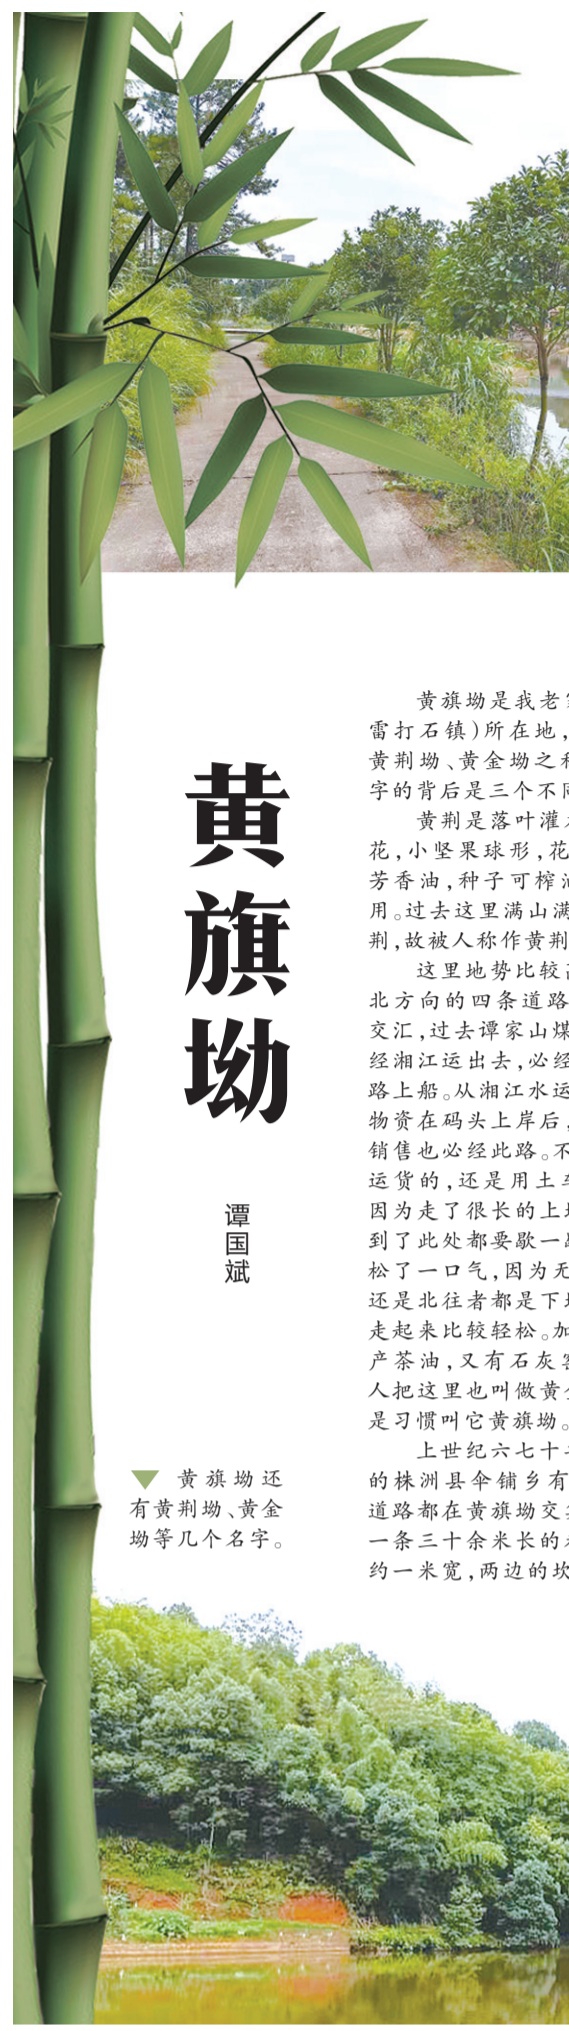 黄旗坳
谭国斌
黄旗坳还
有黄荆坳、黄金
坳等几个名字。
黄旗坳是我老
雷打石镇)所在地,
黄荆坳、黄金坳之
字的背后是三个不
黄荆是落叶灌
花,小坚果球形,花
芳香油,种子可榨
用。过去这里满山满
荆,故被人称作黄荆
这里地势比较
北方向的四条道路
交汇,过去谭家山煤
经湘江运出去,必经
路上船。从湘江水运
物资在码头上岸后,
销售也必经此路。不
运货的,还是用土车
因为走了很长的上
到了此处都要歇一
松了一口气,因为无
还是北往者都是下
走起来比较轻松。加
产茶油,又有石灰
人把这里也叫做黄
是习惯叫它黄旗坳。
上世纪六七十
的株洲县伞铺乡有
道路都在黄旗坳交
一条三十余米长的
约一米宽,两边的坎